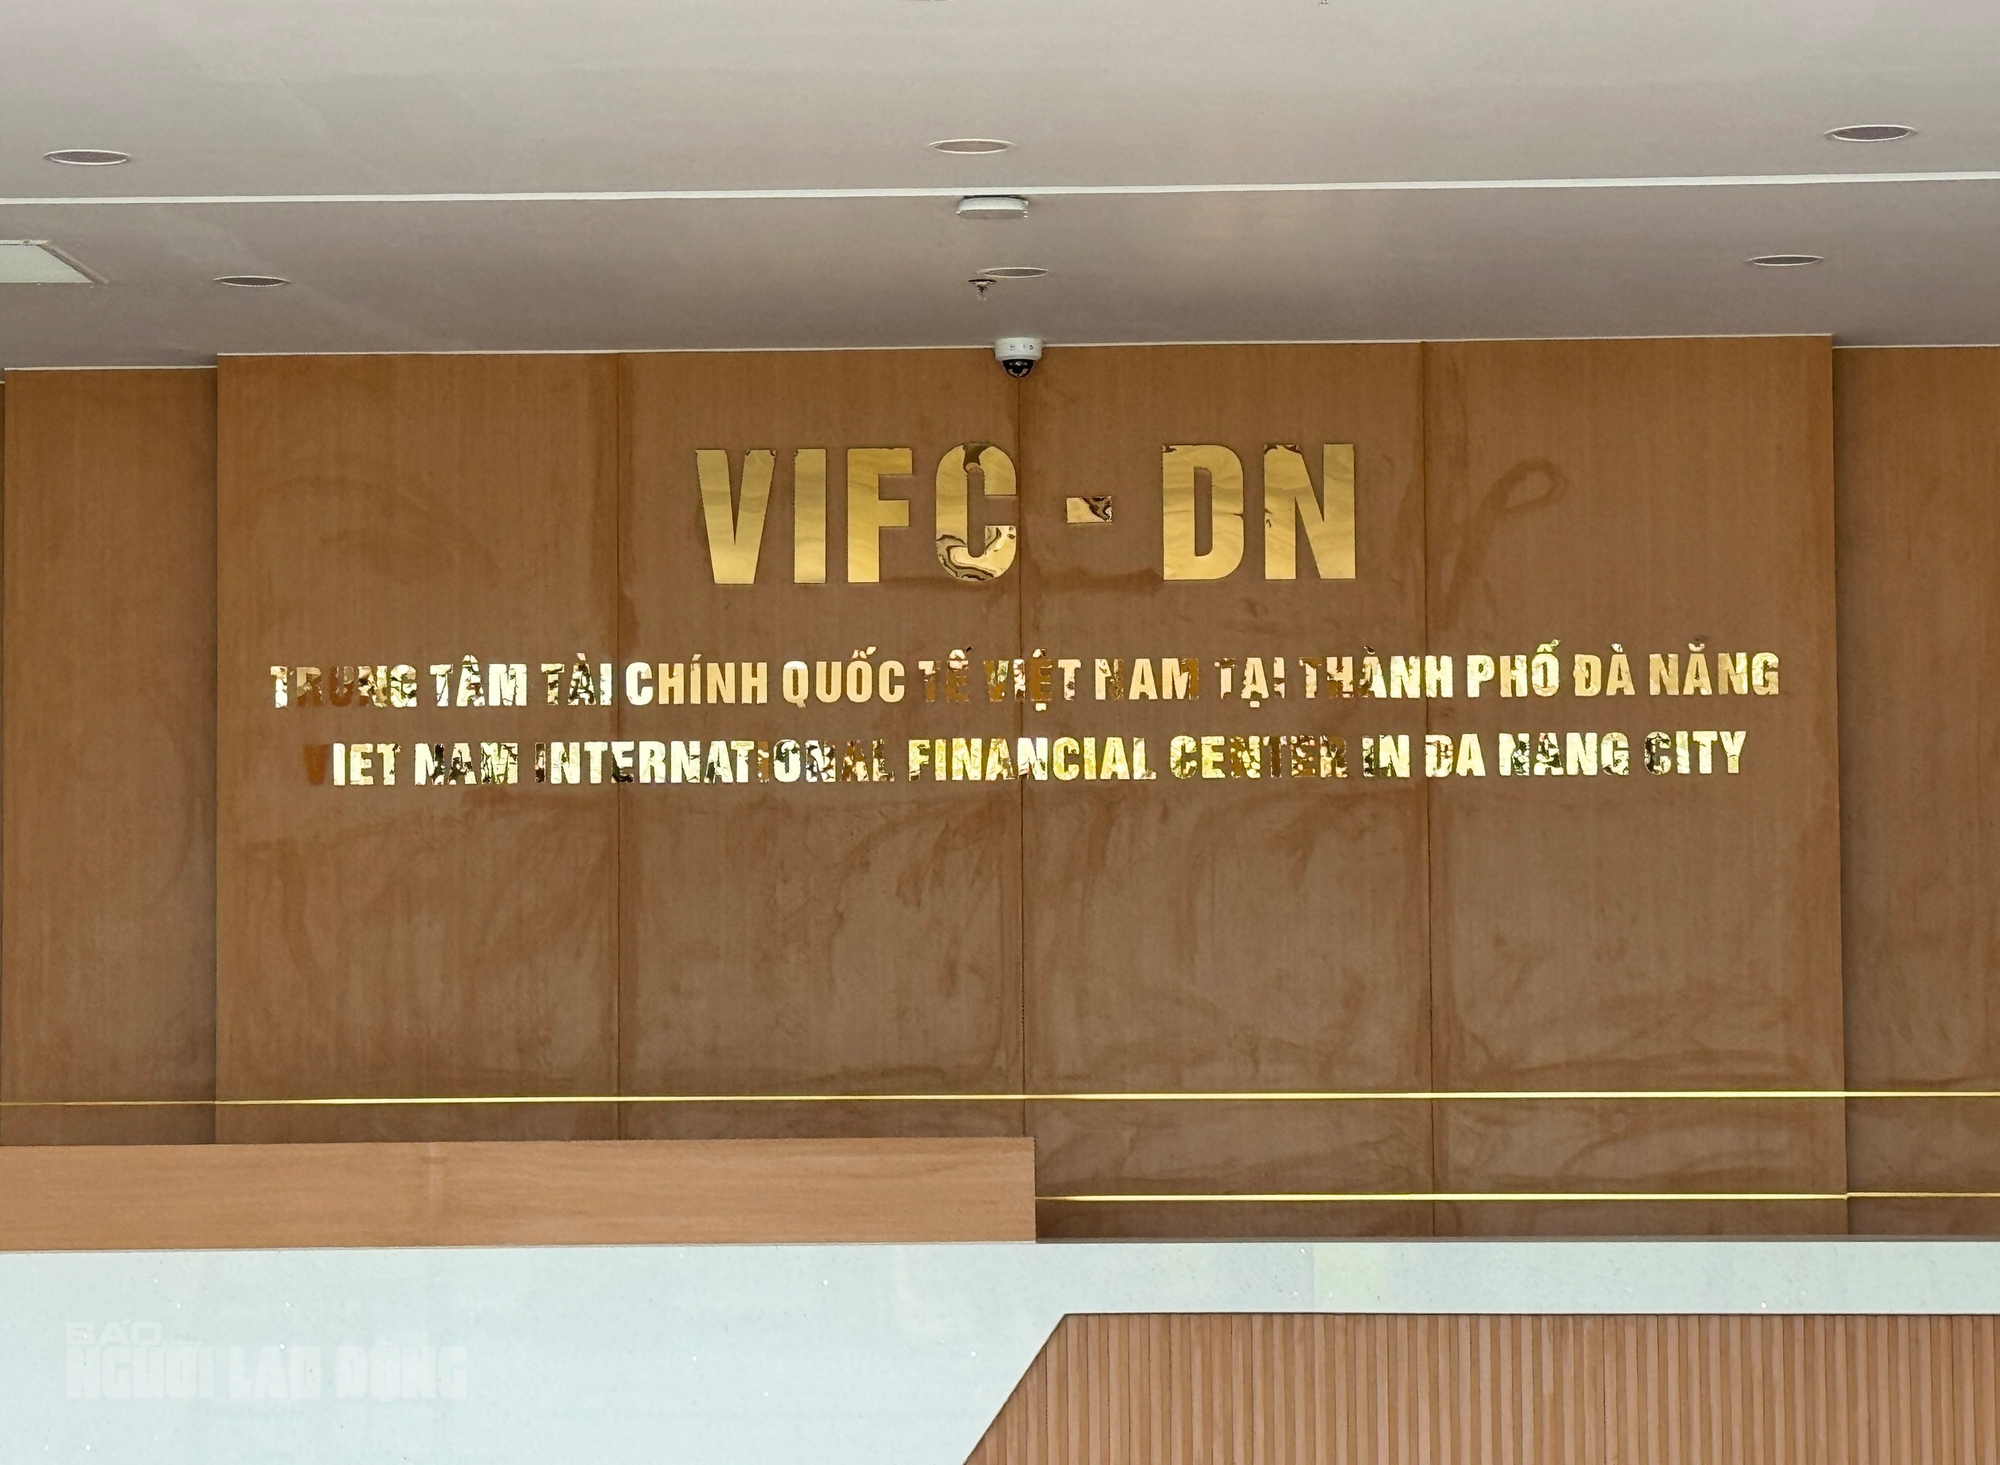 VIFC - DN
TRUNG TÂM TÀI CHÍNH QUỐC TẾ VIỆT NAM TẠI THÀNH PHỐ ĐÀ NẴNG
VIET NAM INTERNATIONAL FINANCIAL CENTER IN DA NANG CITY
BÁO
NGƯỜI LAO ĐỘNG